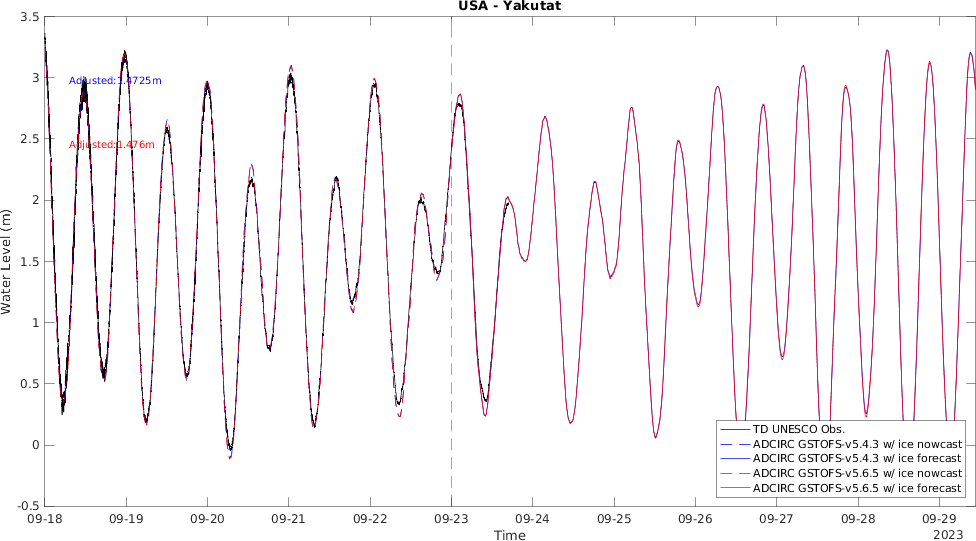 USA - Yakutat
3.5
3
2.5
2
1.5
1
0.5
0
-0.5
Water Level (m)
Adjusted:1.4725m
Adjusted:1.476m
TD UNESCO Obs.
ADCIRC GSTOFS-v5.4.3 w/ ice nowcast
ADCIRC GSTOFS-v5.4.3 w/ ice forecast
ADCIRC GSTOFS-v5.6.5 w/ ice nowcast
ADCIRC GSTOFS-v5.6.5 w/ ice forecast
09-18 09-19 09-20 09-21 09-22 09-23 09-24 09-25 09-26 09-27 09-28 09-29
Time
2023